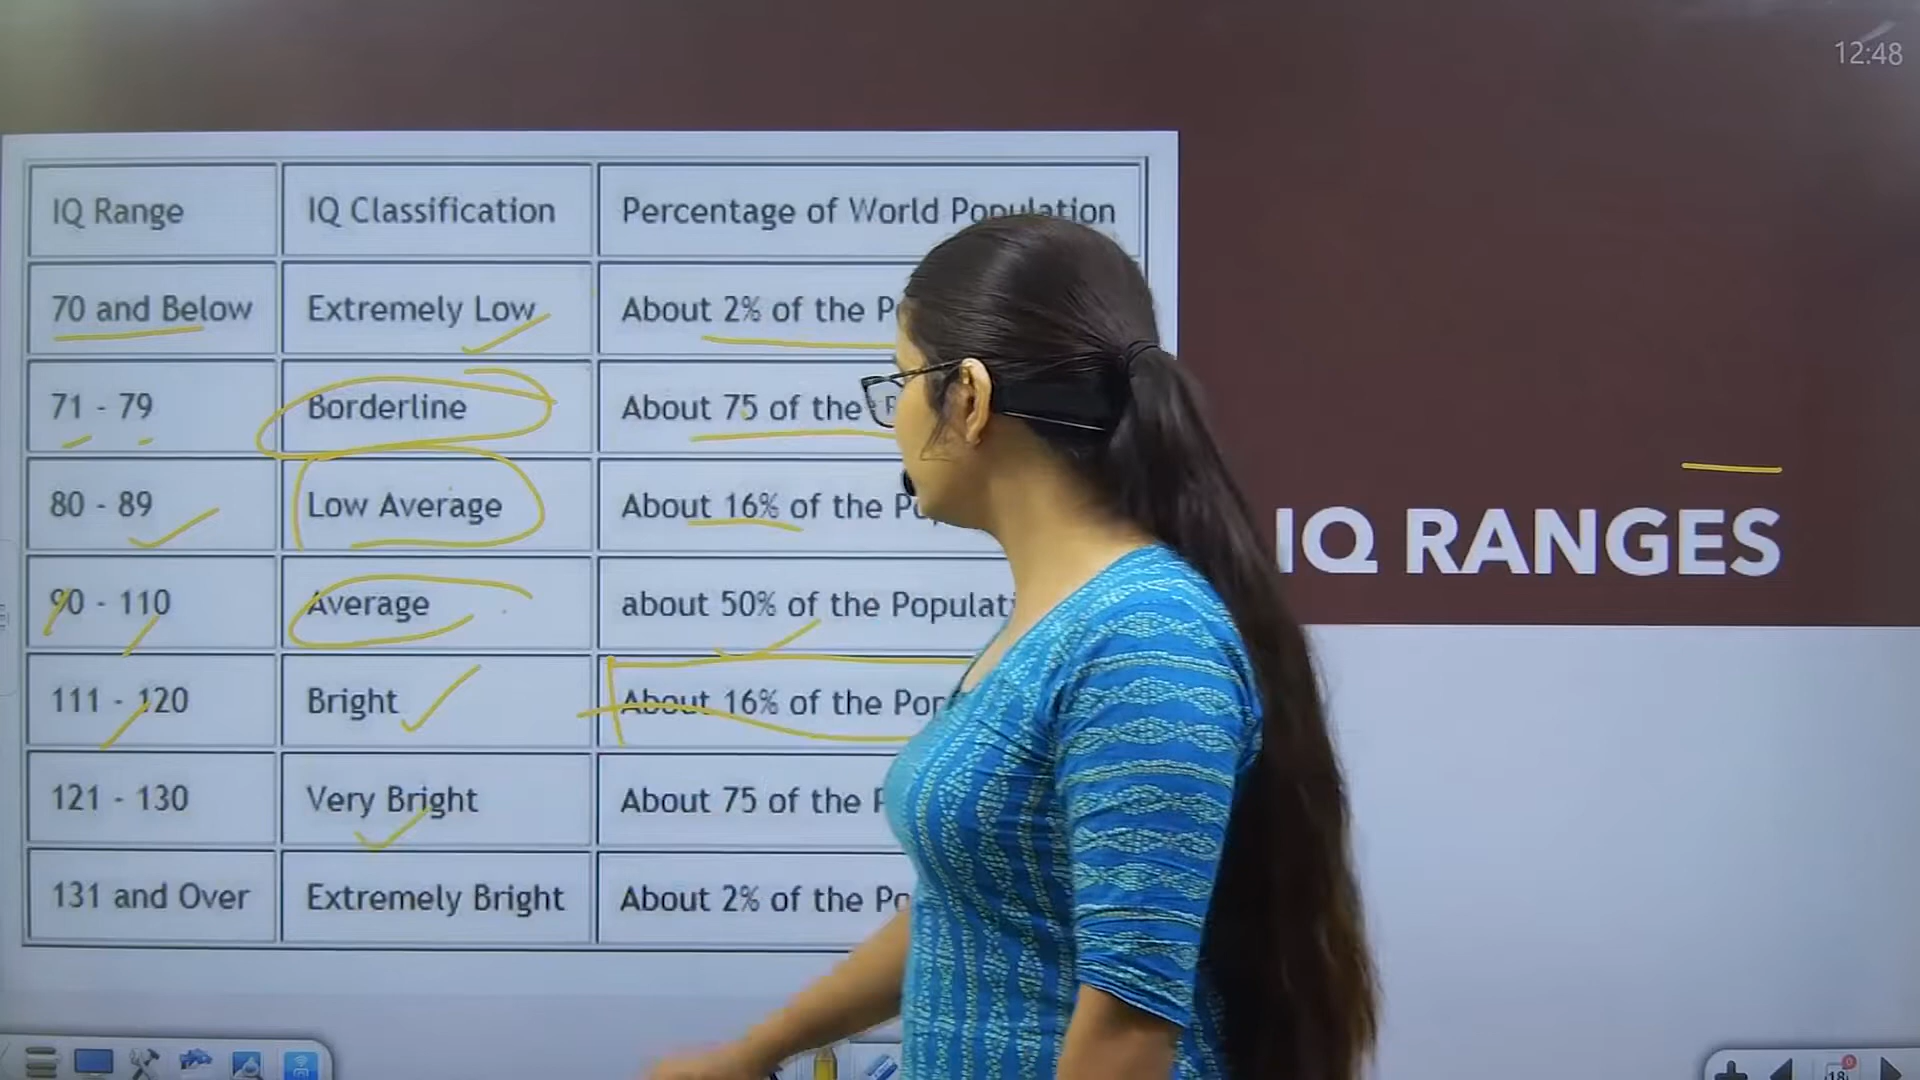 12:48
IQ Range IQ Classification Percentage of World Population
70 and Below Extremely Low About 2% of the
71 - 79 Borderline About 75 of the
80 - 89 Low Average About 16% of the
90 - 110 Average about 50% of the
111 - 120 Bright About 16% of the
121 - 130 Very Bright About 75 of the
131 and Over Extremely Bright About 2% of the
IQ RANGES
18